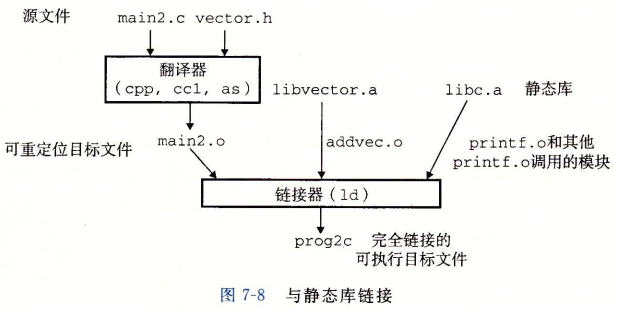 源文件 main2.c vector.h
翻译器
(cpp, cc1, as)
libvector.a
libc.a 静态库
可重定位目标文件 main2.o
addvec.o
printf.o和其他
printf.o调用的模块
链接器(ld)
prog2c 完全链接的
可执行目标文件
图 7-8 与静态库链接